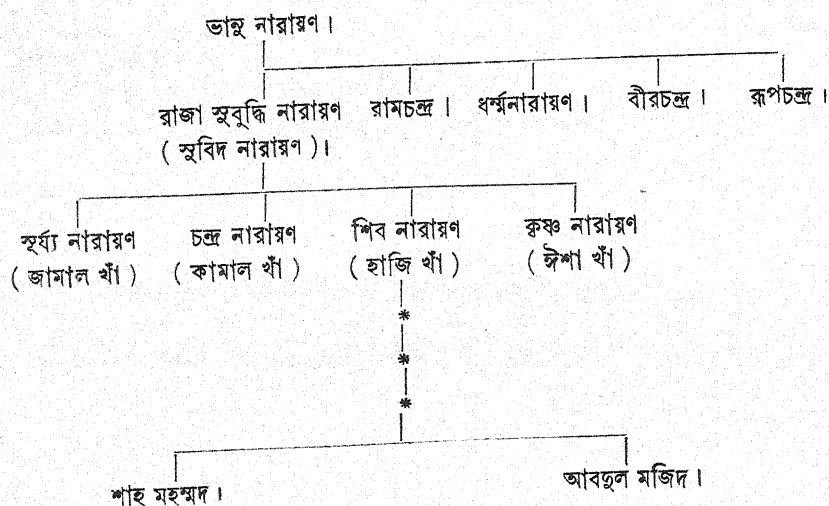 ভানু নারায়ণ।
রাজা সুবুদ্ধি নারায়ণ রামচন্দ্র। ধর্ম্মনারায়ণ। বীরচন্দ্র। রূপচন্দ্র।
( সুবিদ নারায়ণ )।
সূর্য্য নারায়ণ চন্দ্র নারায়ণ শিব নারায়ণ কৃষ্ণ নারায়ণ
( জামাল খাঁ ) ( কামাল খাঁ ) ( হাজি খাঁ ) ( ঈশা খাঁ )
*
*
*
শাহ মহম্মদ। আবদুল মজিদ।